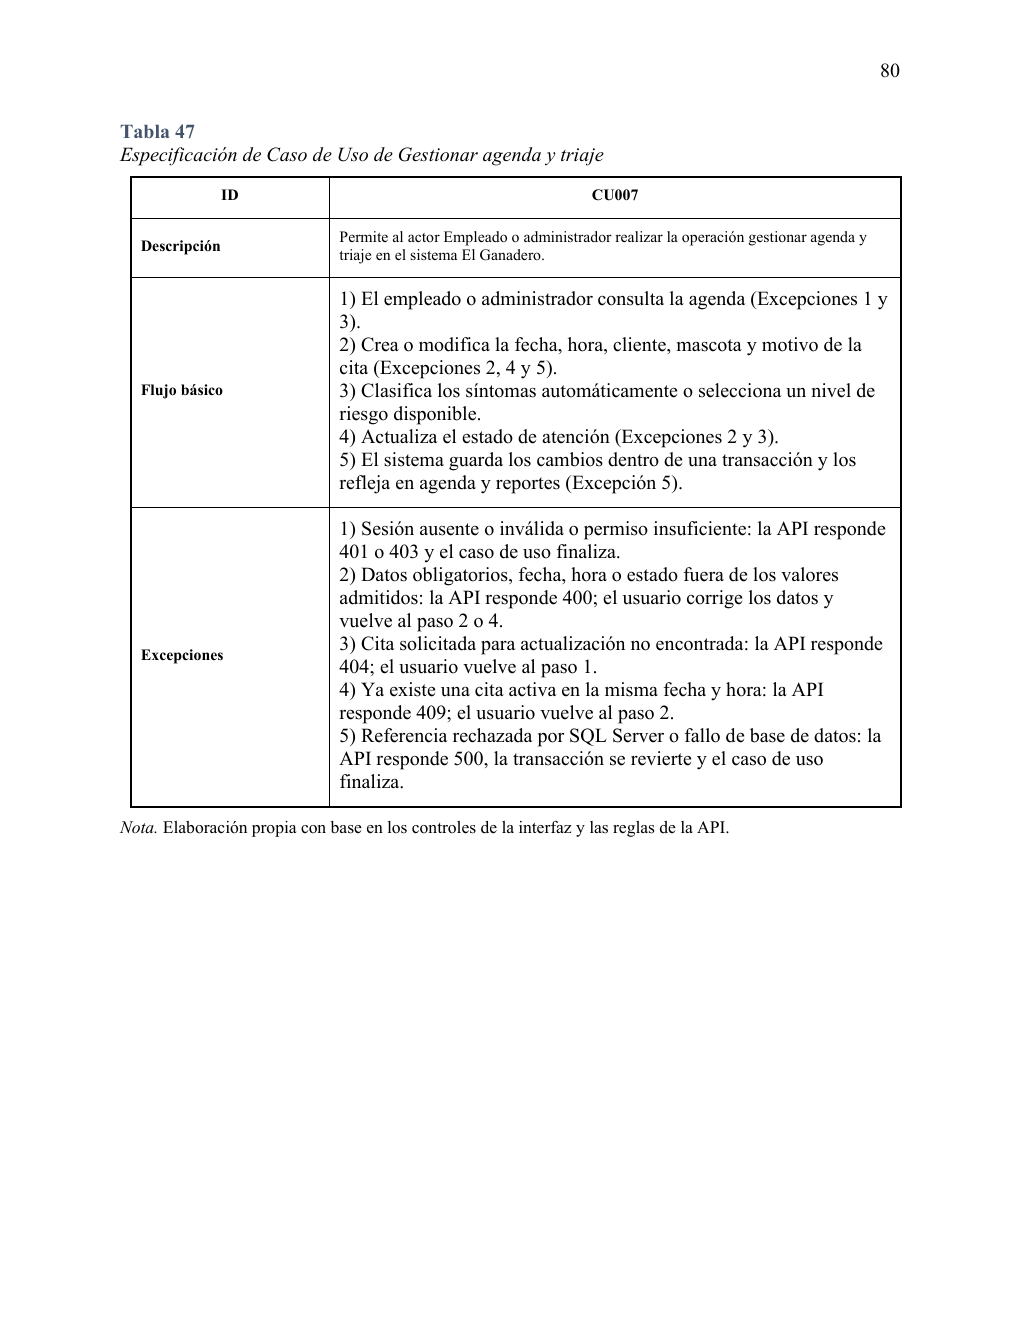 80
Tabla 47
Especificación de Caso de Uso de Gestionar agenda y triaje
ID
CU007
Descripción
Permite al actor Empleado o administrador realizar la operación gestionar agenda y
triaje en el sistema El Ganadero.
Flujo básico
1) El empleado o administrador consulta la agenda (Excepciones 1 y
3).
2) Crea o modifica la fecha, hora, cliente, mascota y motivo de la
cita (Excepciones 2, 4 y 5).
3) Clasifica los síntomas automáticamente o selecciona un nivel de
riesgo disponible.
4) Actualiza el estado de atención (Excepciones 2 y 3).
5) El sistema guarda los cambios dentro de una transacción y los
refleja en agenda y reportes (Excepción 5).
Excepciones
1) Sesión ausente o inválida o permiso insuficiente: la API responde
401 o 403 y el caso de uso finaliza.
2) Datos obligatorios, fecha, hora o estado fuera de los valores
admitidos: la API responde 400; el usuario corrige los datos y
vuelve al paso 2 o 4.
3) Cita solicitada para actualización no encontrada: la API responde
404; el usuario vuelve al paso 1.
4) Ya existe una cita activa en la misma fecha y hora: la API
responde 409; el usuario vuelve al paso 2.
5) Referencia rechazada por SQL Server o fallo de base de datos: la
API responde 500, la transacción se revierte y el caso de uso
finaliza.
Nota. Elaboración propia con base en los controles de la interfaz y las reglas de la API.